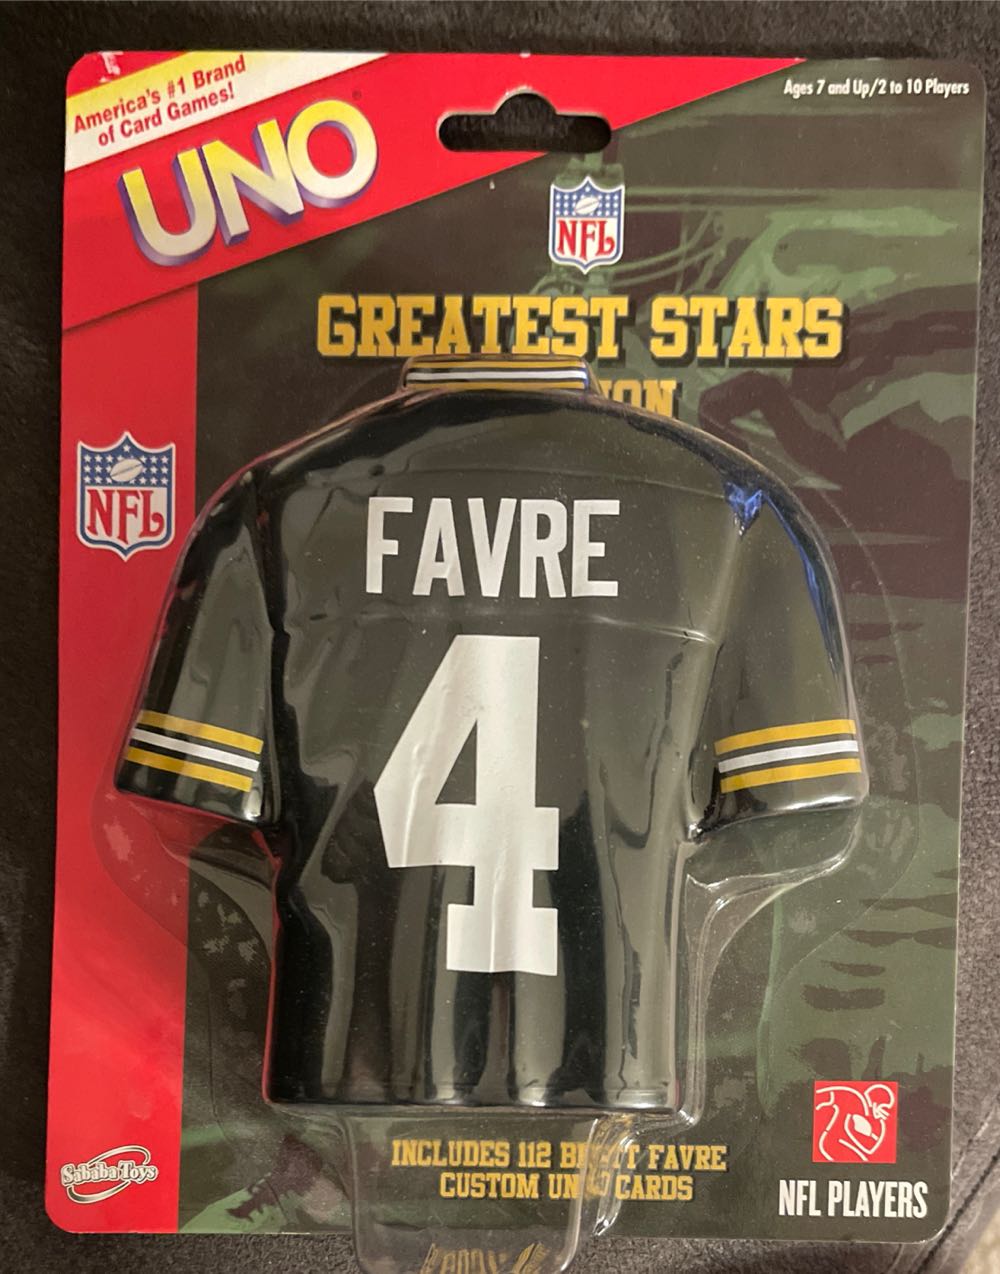 America's #1 Brand
of Card Games!
UNO®
Ages 7 and Up/2 to 10 Players
NFL
GREATEST STARS
NFL
FAVRE
4
INCLUDES 112 FAVRE
CUSTOM CARDS
Sababa Toys
NFL PLAYERS